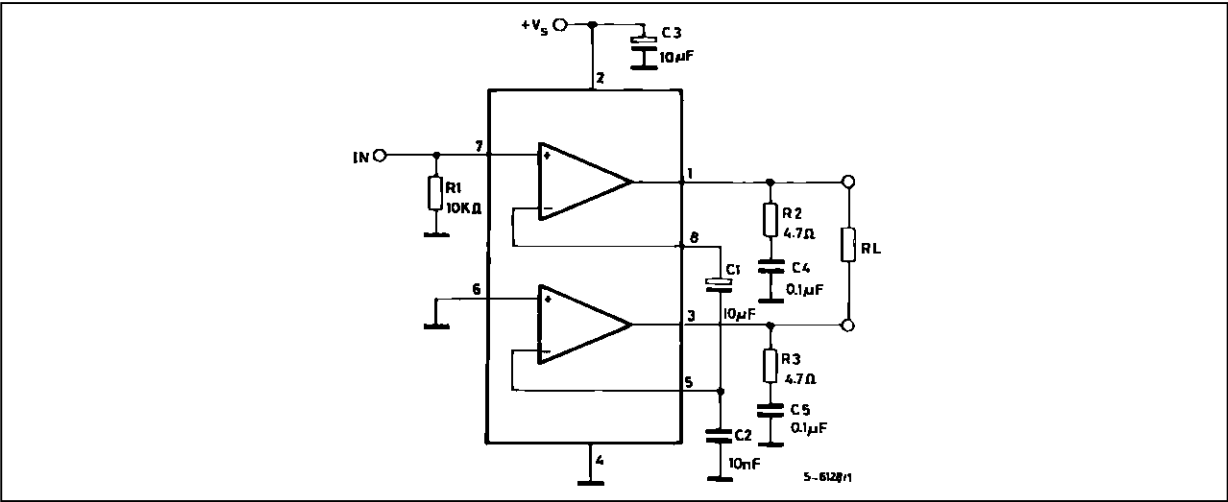 +Vs
C3
10µF
2
IN
7
+
1
R1
10KΩ
R2
4.7Ω
RL
−
8
C1
C4
0.1µF
6
+
10µF
3
R3
4.7Ω
−
5
C5
0.1µF
C2
10nF
4
S-6128/1